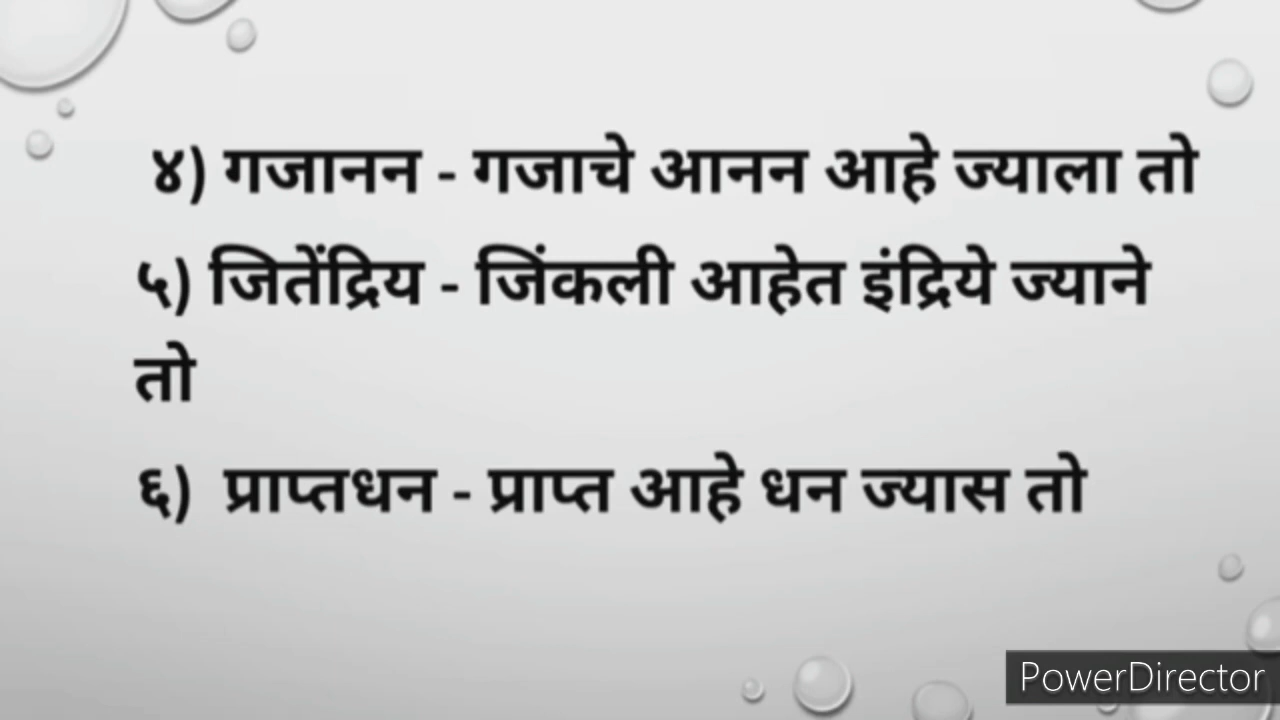 ४) गजानन - गजाचे आनन आहे ज्याला तो
५) जितेंद्रिय - जिंकली आहेत इंद्रिये ज्याने
तो
६) प्राप्तधन - प्राप्त आहे धन ज्यास तो
PowerDirector